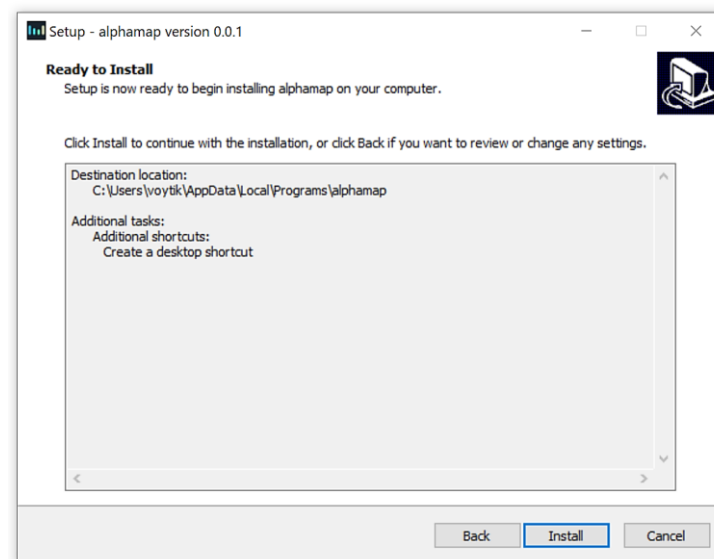 Setup - alphamap version 0.0.1
Ready to Install
Setup is now ready to begin installing alphamap on your computer.
Click Install to continue with the installation, or click Back if you want to review or change any settings.
Destination location:
C:\Users\voytik\AppData\Local\Programs\alphamap
Additional tasks:
Additional shortcuts:
Create a desktop shortcut
Back
Install
Cancel